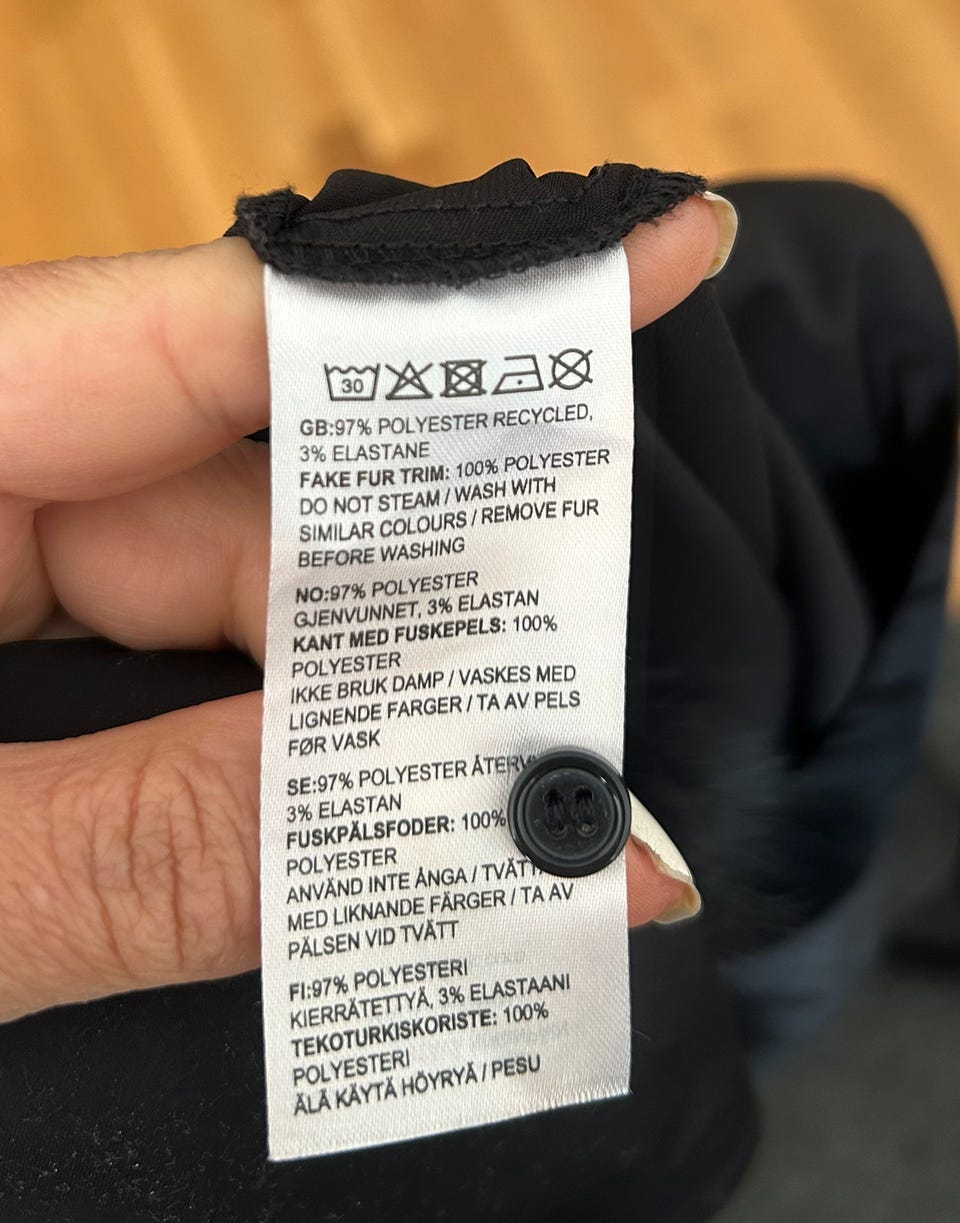 30
GB:97% POLYESTER RECYCLED,
3% ELASTANE
FAKE FUR TRIM: 100% POLYESTER
DO NOT STEAM / WASH WITH
SIMILAR COLOURS / REMOVE FUR
BEFORE WASHING
NO:97% POLYESTER
GJENVUNNET, 3% ELASTAN
KANT MED FUSKEPELS: 100%
POLYESTER
IKKE BRUK DAMP / VASKES MED
LIGNENDE FARGER / TA AV PELS
FØR VASK
SE:97% POLYESTER
3% ELASTAN
FUSKPÄLSFODER: 100%
POLYESTER
ANVÄND INTE ÅNGA /
MED LIKNANDE FÄRGER / TA AV
PÄLSEN VID TVÄTT
FI:97% POLYESTERI
KIERRÄTETTYÄ, 3% ELASTAANI
TEKOTURKISKORISTE: 100%
POLYESTERI
ÄLÄ KÄYTÄ HÖYRYÄ / PESU